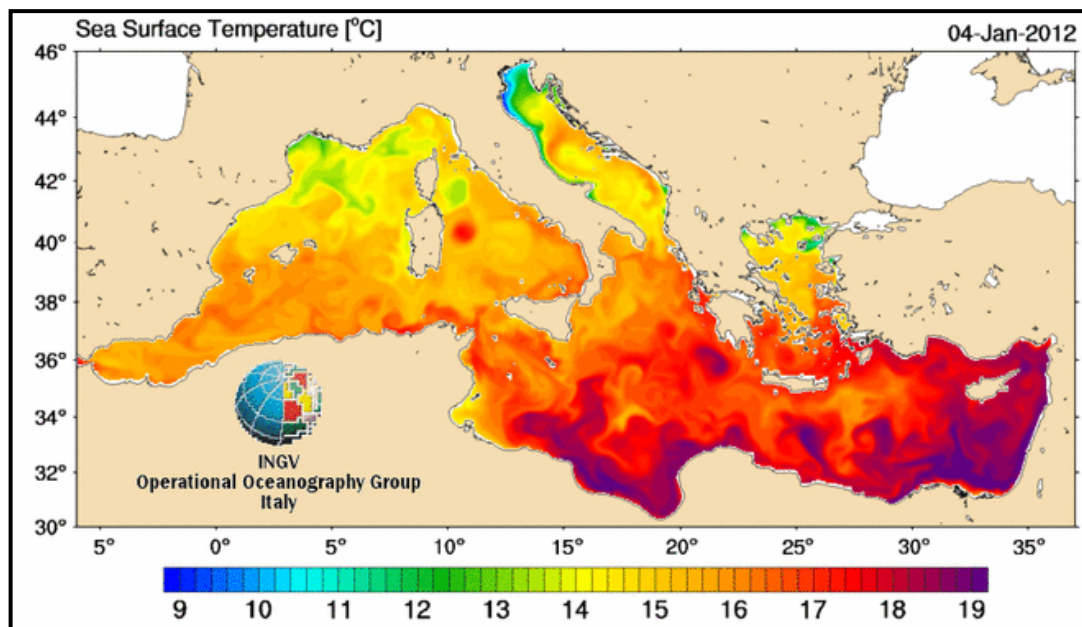 Sea Surface Temperature [°C] 04-Jan-2012
46°
44°
42°
40°
38°
36°
34°
32°
30°
INGV
Operational Oceanography Group
Italy
5° 0° 5° 10° 15° 20° 25° 30° 35°
9 10 11 12 13 14 15 16 17 18 19